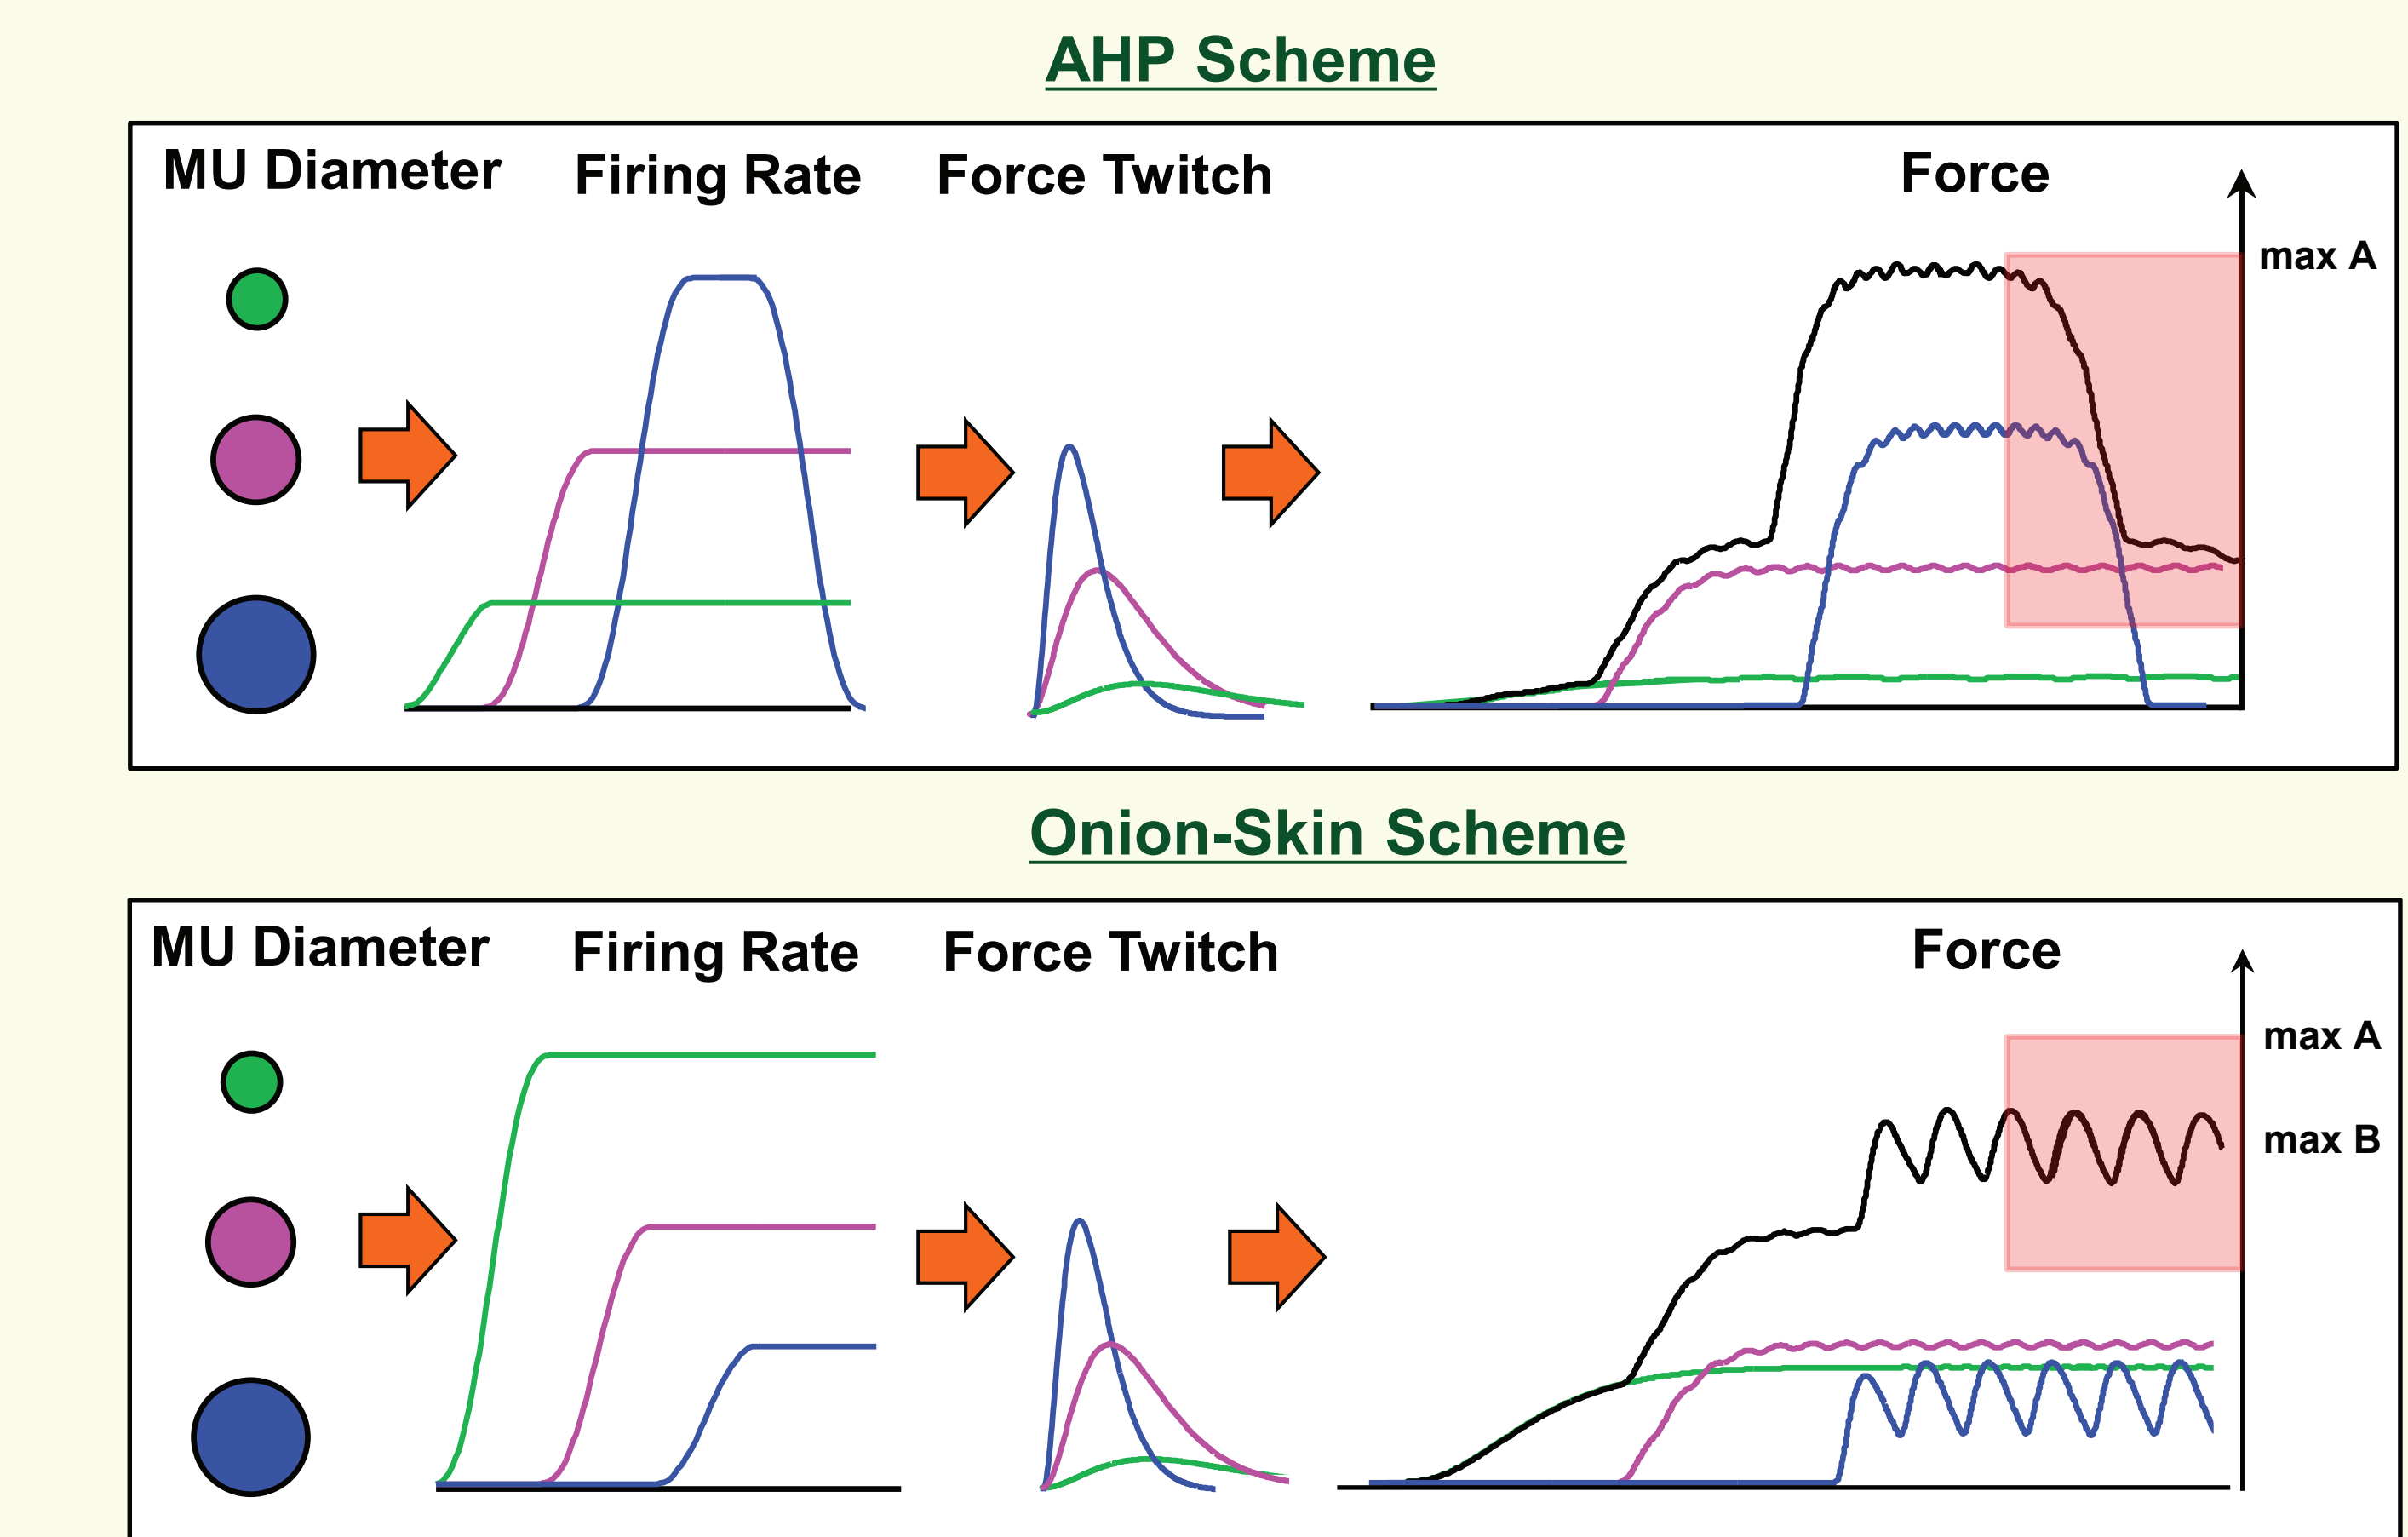 AHP Scheme
MU Diameter
Firing Rate
Force Twitch
Force
max A
Onion-Skin Scheme
MU Diameter
Firing Rate
Force Twitch
Force
max A
max B